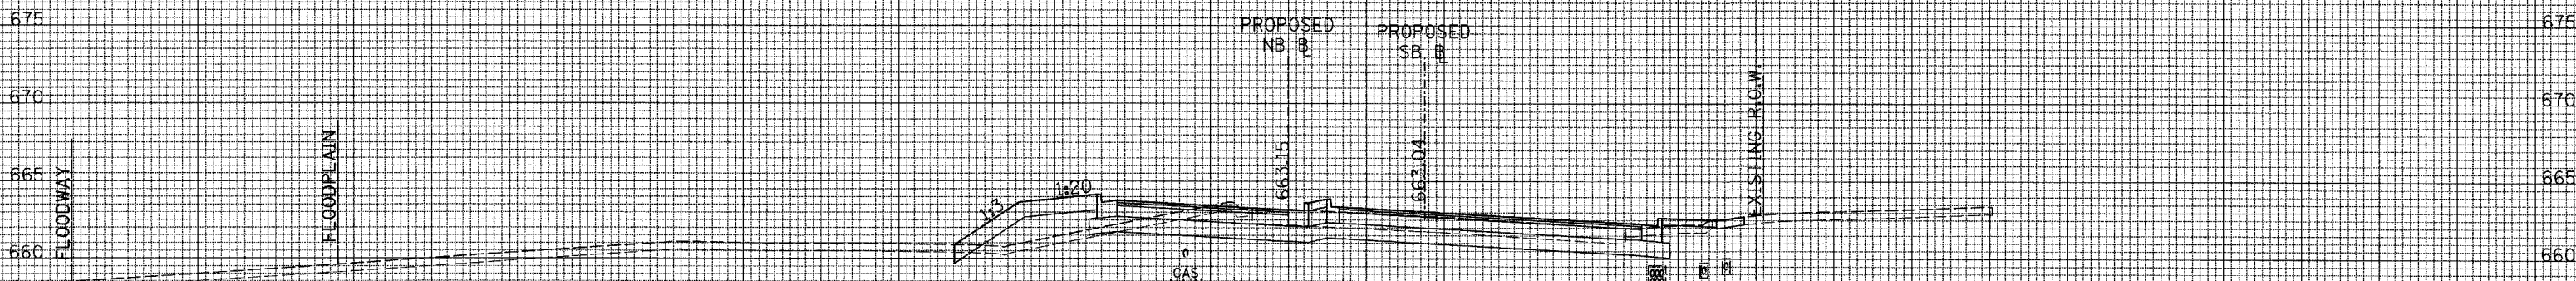 675
675
PROPOSED
NB ℄
PROPOSED
SB ℄
670
670
665
665
660
660
FLOODWAY
FLOODPLAIN
1:3
1:20
663.15
663.04
EXISTING R.O.W.
GAS